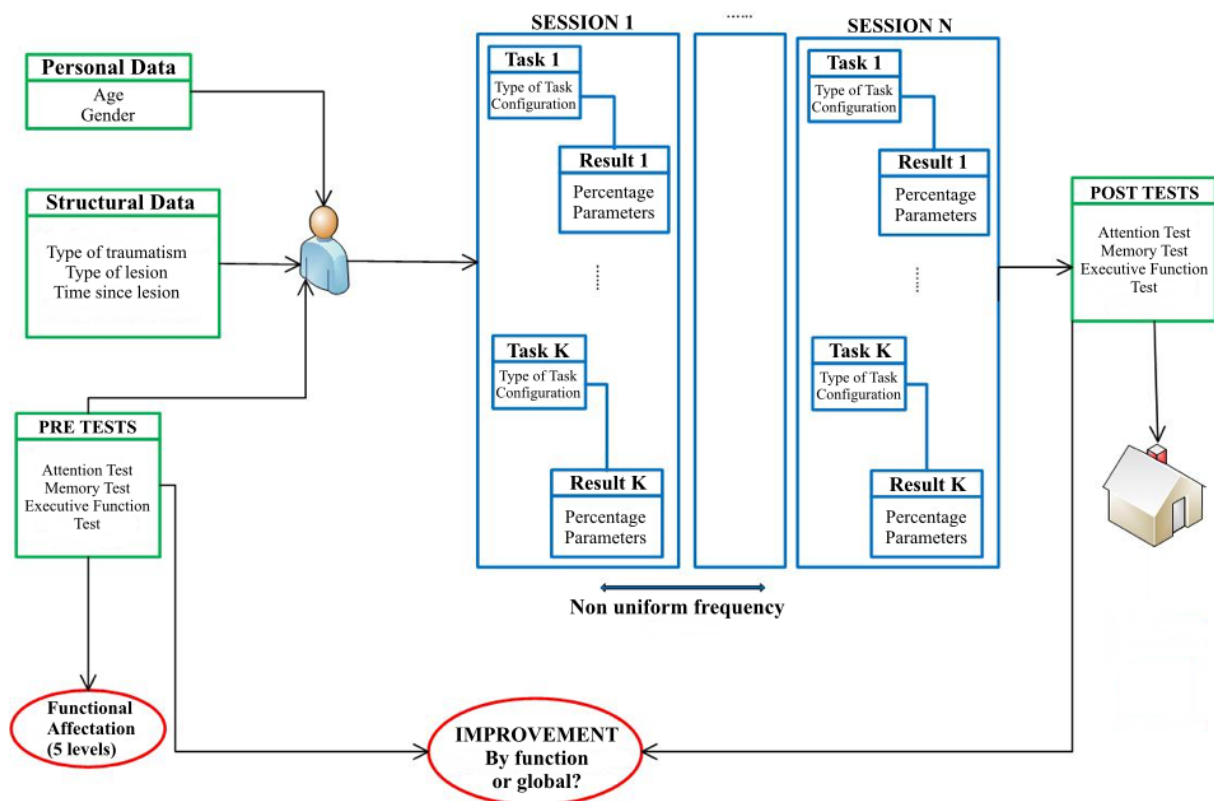 Personal Data
Age
Gender
Structural Data
Type of traumatism
Type of lesion
Time since lesion
PRE TESTS
Attention Test
Memory Test
Executive Function
Test
Functional
Affectation
(5 levels)
SESSION 1
Task 1
Type of Task
Configuration
Result 1
Percentage
Parameters
......
Task K
Type of Task
Configuration
Result K
Percentage
Parameters
......
SESSION N
Task 1
Type of Task
Configuration
Result 1
Percentage
Parameters
......
Task K
Type of Task
Configuration
Result K
Percentage
Parameters
Non uniform frequency
POST TESTS
Attention Test
Memory Test
Executive Function
Test
IMPROVEMENT
By function
or global?